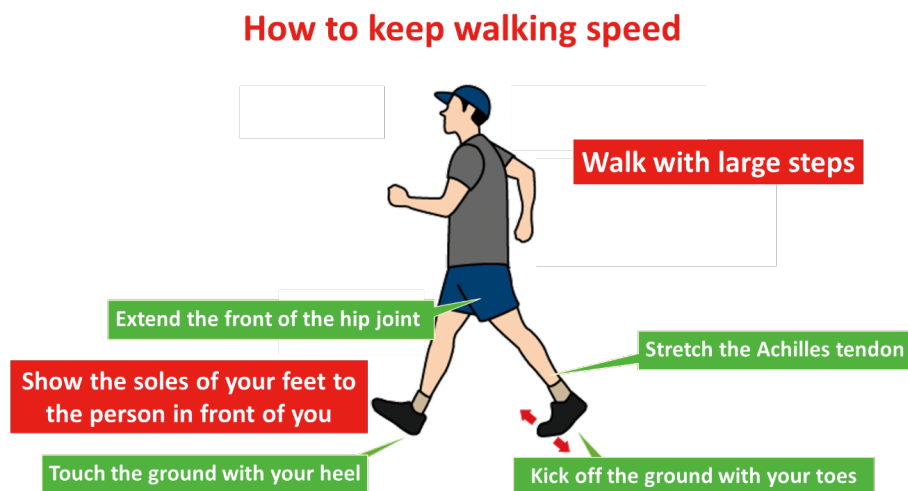 How to keep walking speed
Walk with large steps
Extend the front of the hip joint
Stretch the Achilles tendon
Show the soles of your feet to
the person in front of you
Touch the ground with your heel
Kick off the ground with your toes